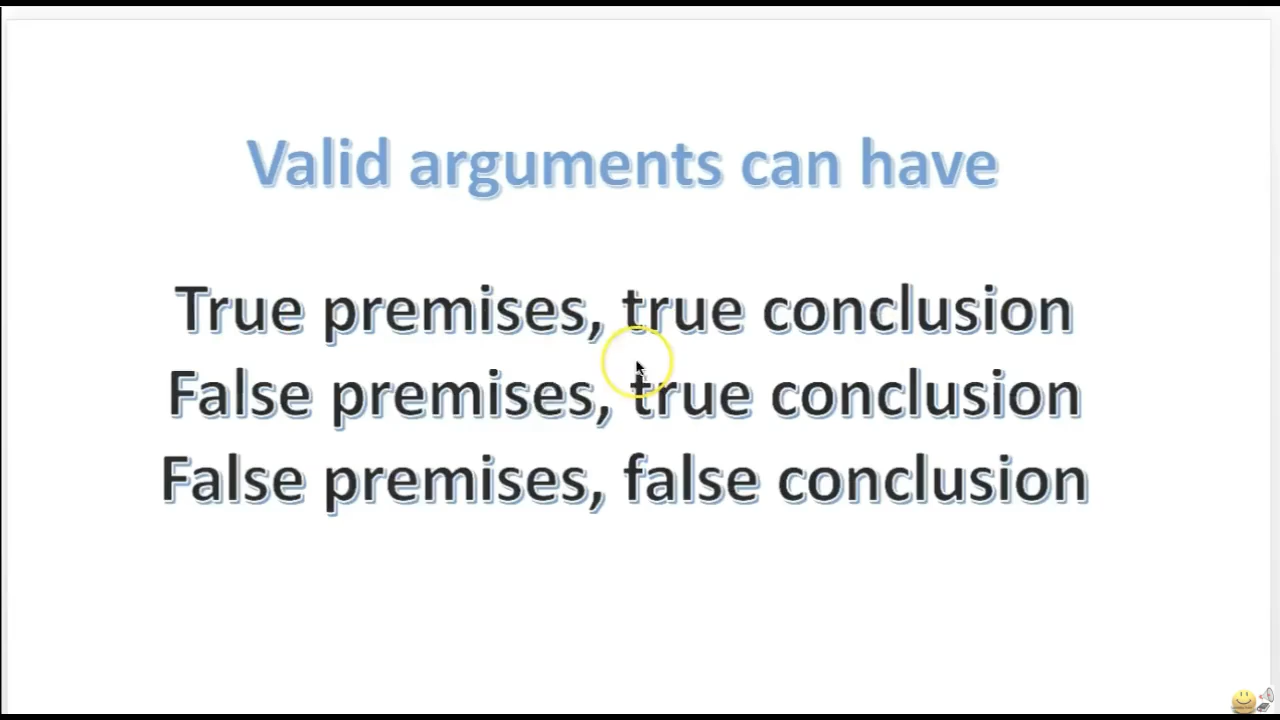 Valid arguments can have
True premises, true conclusion
False premises, true conclusion
False premises, false conclusion